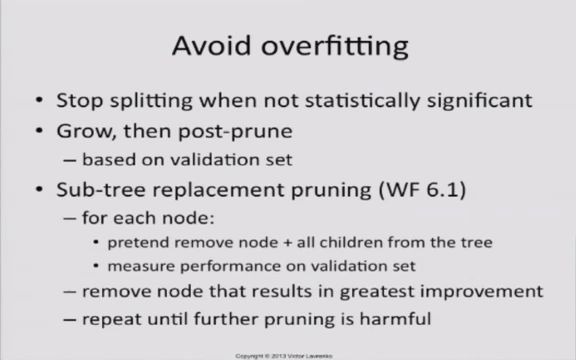 Avoid overfitting
• Stop splitting when not statistically significant
• Grow, then post-prune
– based on validation set
• Sub-tree replacement pruning (WF 6.1)
– for each node:
• pretend remove node + all children from the tree
• measure performance on validation set
– remove node that results in greatest improvement
– repeat until further pruning is harmful
Copyright © 2013 Victor Lavrenko